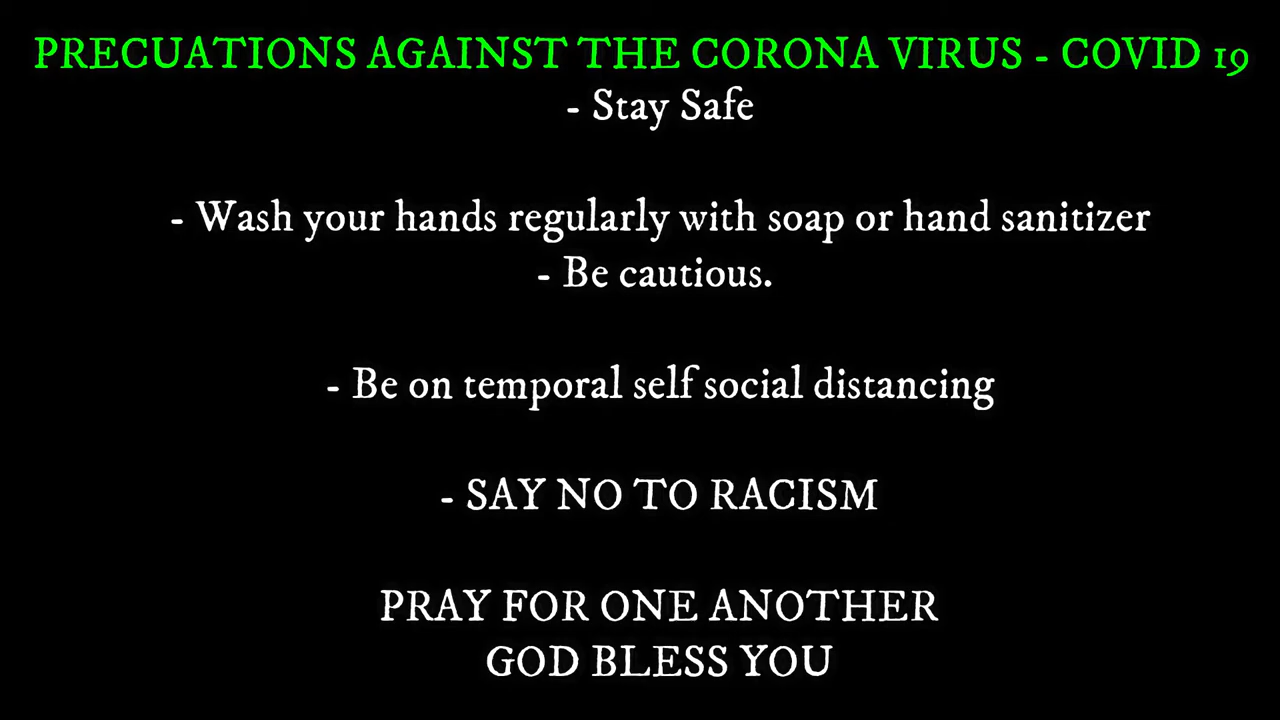 PRECUATIONS AGAINST THE CORONA VIRUS - COVID 19
- Stay Safe
- Wash your hands regularly with soap or hand sanitizer
- Be cautious.
- Be on temporal self social distancing
- SAY NO TO RACISM
PRAY FOR ONE ANOTHER
GOD BLESS YOU